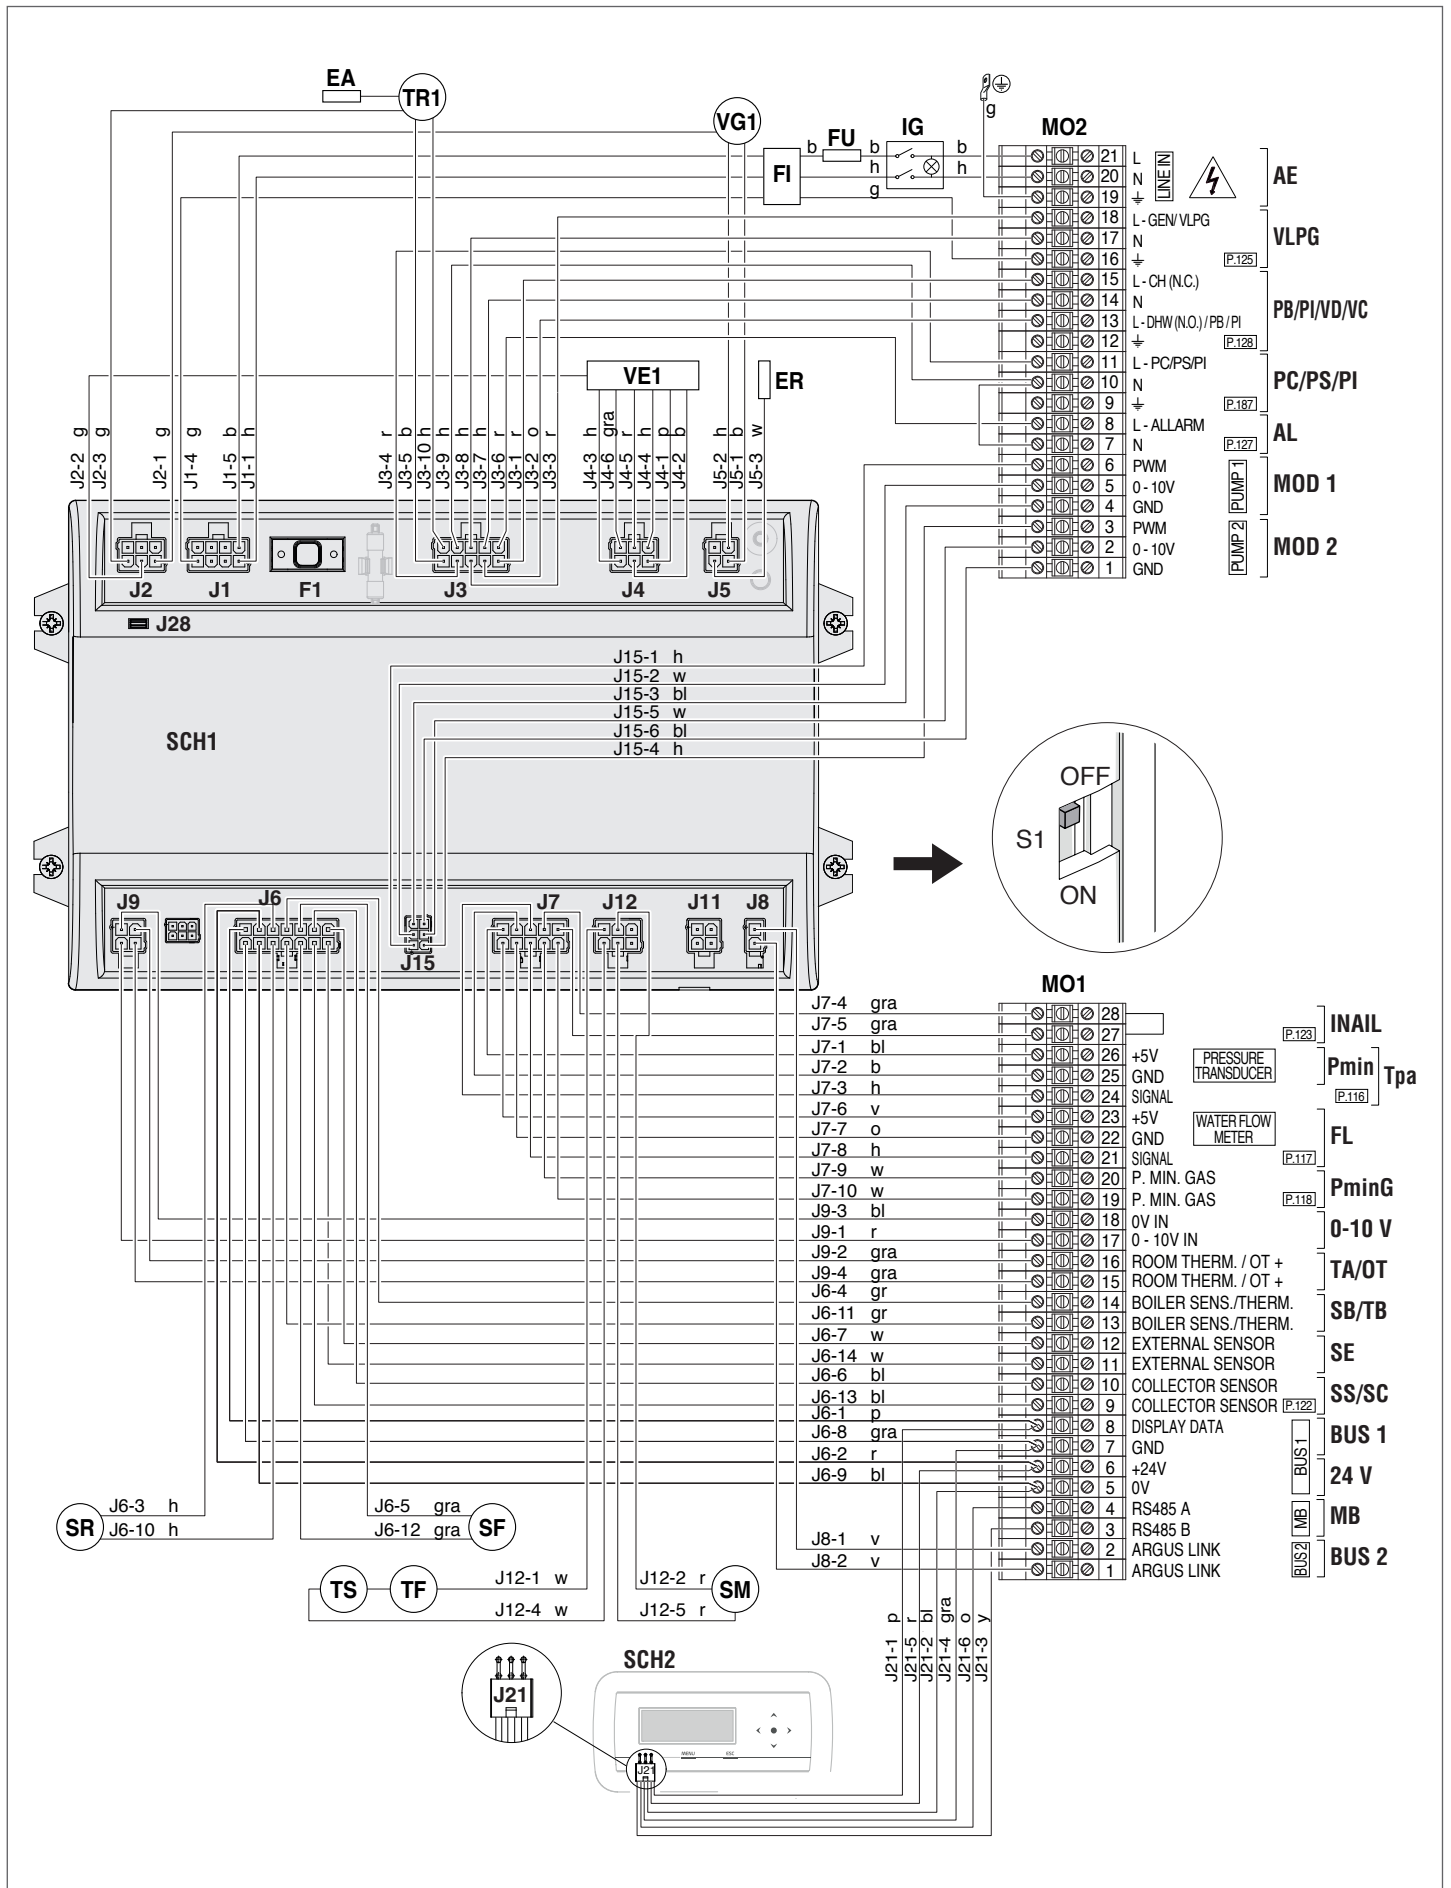 EA
TR1
VG1
FU
IG
g
MO2
b
b
b
FI
h
h
g
21 L
20 N
19
LINE IN
AE
18 L - GEN/ VLPG
17 N
16
P.125
VLPG
15 L - CH (N.C.)
14 N
13 L - DHW (N.O.) / PB / PI
12
P.128
PB/PI/VD/VC
11 L - PC/PS/PI
10 N
9
P.187
PC/PS/PI
8 L - ALLARM
7 N
P.127
AL
6 PWM
5 0 - 10V
4 GND
PUMP 1
MOD 1
3 PWM
2 0 - 10V
1 GND
PUMP 2
MOD 2
VE1
ER
J2-2 g
J2-3 g
J2-1 g
J1-4 g
J1-5 b
J1-1 h
J3-4 r
J3-5 b
J3-10 h
J3-9 h
J3-8 h
J3-7 h
J3-6 r
J3-1 r
J3-2 o
J3-3 r
J4-3 h
J4-6 gra
J4-5 r
J4-4 h
J4-1 p
J4-2 b
J5-2 h
J5-1 b
J5-3 w
J2
J1
F1
J3
J4
J5
J28
J15-1 h
J15-2 w
J15-3 bl
J15-5 w
J15-6 bl
J15-4 h
SCH1
OFF
S1
ON
J9
J6
J7
J12
J11
J8
J15
MO1
J7-4 gra
J7-5 gra
J7-1 bl
J7-2 b
J7-3 h
J7-6 v
J7-7 o
J7-8 h
J7-9 w
J7-10 w
J9-3 bl
J9-1 r
J9-2 gra
J9-4 gra
J6-4 gr
J6-11 gr
J6-7 w
J6-14 w
J6-6 bl
J6-13 bl
J6-1 p
J6-8 gra
J6-2 r
J6-9 bl
J8-1 v
J8-2 v
28
27
P.123
INAIL
26 +5V
25 GND
24 SIGNAL
PRESSURE
TRANSDUCER
Pmin
Tpa
P.116
23 +5V
22 GND
21 SIGNAL
WATER FLOW
METER
FL
P.117
20 P. MIN. GAS
19 P. MIN. GAS
P.118
PminG
18 0V IN
17 0 - 10V IN
0-10 V
16 ROOM THERM. / OT +
15 ROOM THERM. / OT +
TA/OT
14 BOILER SENS./THERM.
13 BOILER SENS./THERM.
SB/TB
12 EXTERNAL SENSOR
11 EXTERNAL SENSOR
SE
10 COLLECTOR SENSOR
9 COLLECTOR SENSOR
P.122
SS/SC
8 DISPLAY DATA
7 GND
BUS 1
BUS 1
6 +24V
5 0V
24 V
4 RS485 A
3 RS485 B
MB
MB
2 ARGUS LINK
1 ARGUS LINK
BUS2
BUS 2
SR
J6-3 h
J6-10 h
J6-5 gra
J6-12 gra
SF
TS
TF
J12-1 w
J12-4 w
J12-2 r
J12-5 r
SM
J21-1 p
J21-5 r
J21-2 bl
J21-4 gra
J21-6 o
J21-3 y
SCH2
J21
MENU
ESC
J21